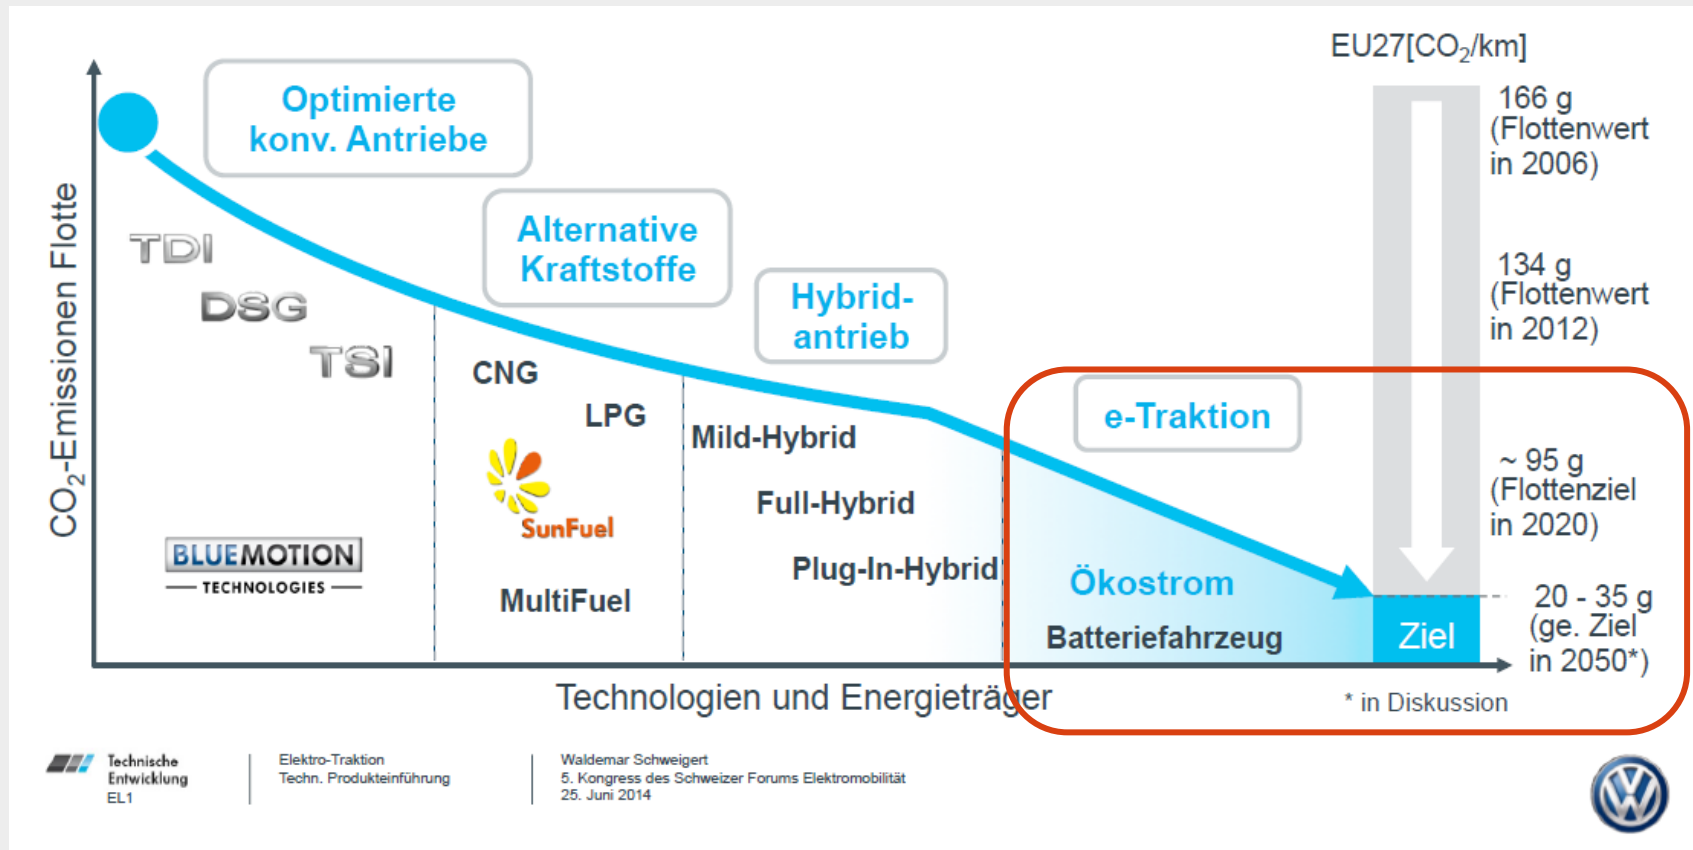 EU27[CO₂/km]
Optimierte
konv. Antriebe
166 g
(Flottenwert
in 2006)
Alternative
Kraftstoffe
TDI
DSG
TSI
Hybrid-
antrieb
134 g
(Flottenwert
in 2012)
CO₂-Emissionen Flotte
CNG
LPG
SunFuel
MultiFuel
BLUEMOTION
TECHNOLOGIES
Mild-Hybrid
Full-Hybrid
Plug-In-Hybrid
e-Traktion
~ 95 g
(Flottenziel
in 2020)
Ökostrom
Batteriefahrzeug
Ziel
20 - 35 g
(ge. Ziel
in 2050*)
Technologien und Energieträger
* in Diskussion
Technische
Entwicklung
EL1
Elektro-Traktion
Techn. Produkteinführung
Waldemar Schweigert
5. Kongress des Schweizer Forums Elektromobilität
25. Juni 2014
VW